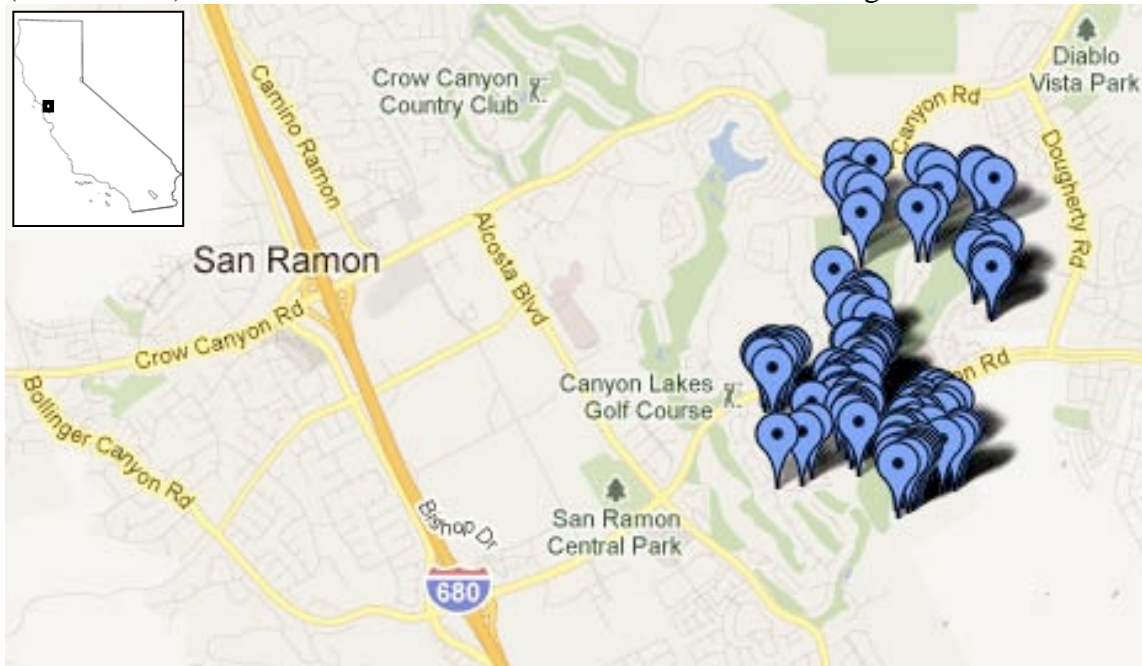 Crow Canyon
Country Club
Diablo
Vista Park
Camino Ramon
Canyon Rd
Dougherty Rd
San Ramon
Alcosta Blvd
Crow Canyon Rd
on Rd
Canyon Lakes
Golf Course
Bollinger Canyon Rd
Bishop Dr
San Ramon
Central Park
680